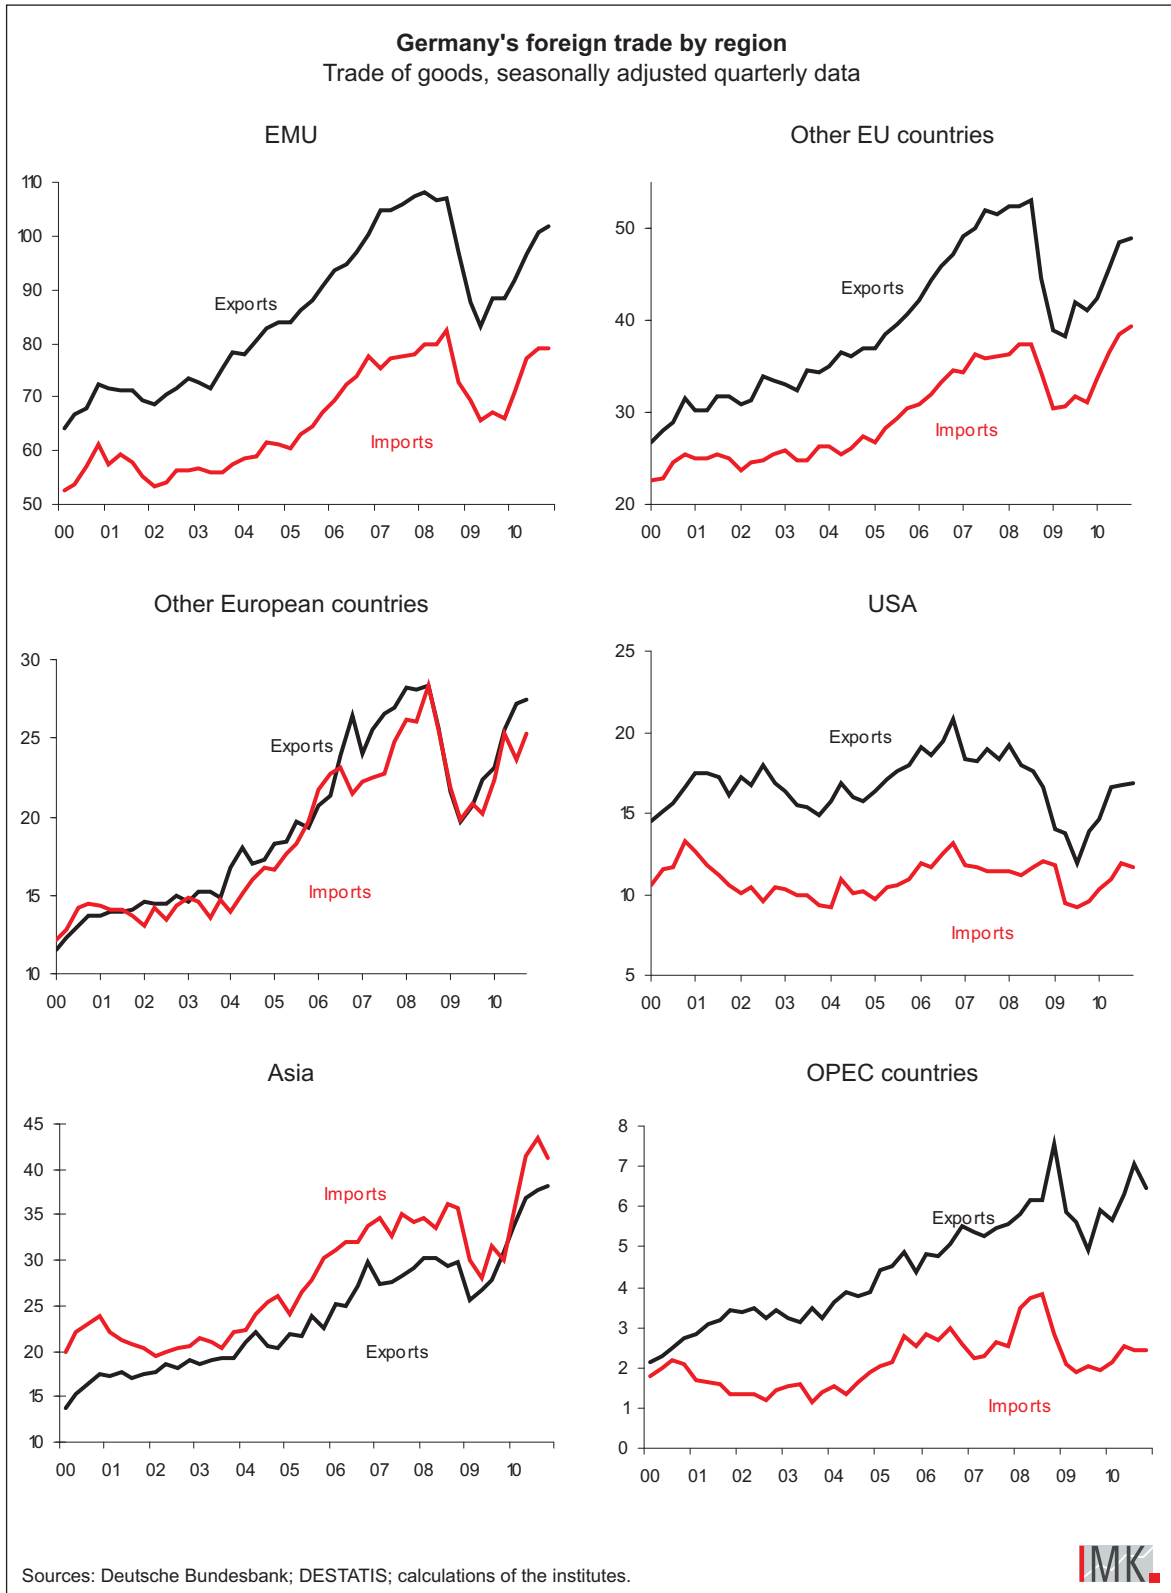 Germany's foreign trade by region
Trade of goods, seasonally adjusted quarterly data
EMU
110
100
90
80
70
60
50
Exports
Imports
00 01 02 03 04 05 06 07 08 09 10
Other EU countries
50
40
30
20
Exports
Imports
00 01 02 03 04 05 06 07 08 09 10
Other European countries
30
25
20
15
10
Exports
Imports
00 01 02 03 04 05 06 07 08 09 10
USA
25
20
15
10
5
Exports
Imports
00 01 02 03 04 05 06 07 08 09 10
Asia
45
40
35
30
25
20
15
10
Imports
Exports
00 01 02 03 04 05 06 07 08 09 10
OPEC countries
8
7
6
5
4
3
2
1
0
Exports
Imports
00 01 02 03 04 05 06 07 08 09 10
Sources: Deutsche Bundesbank; DESTATIS; calculations of the institutes.
IMK